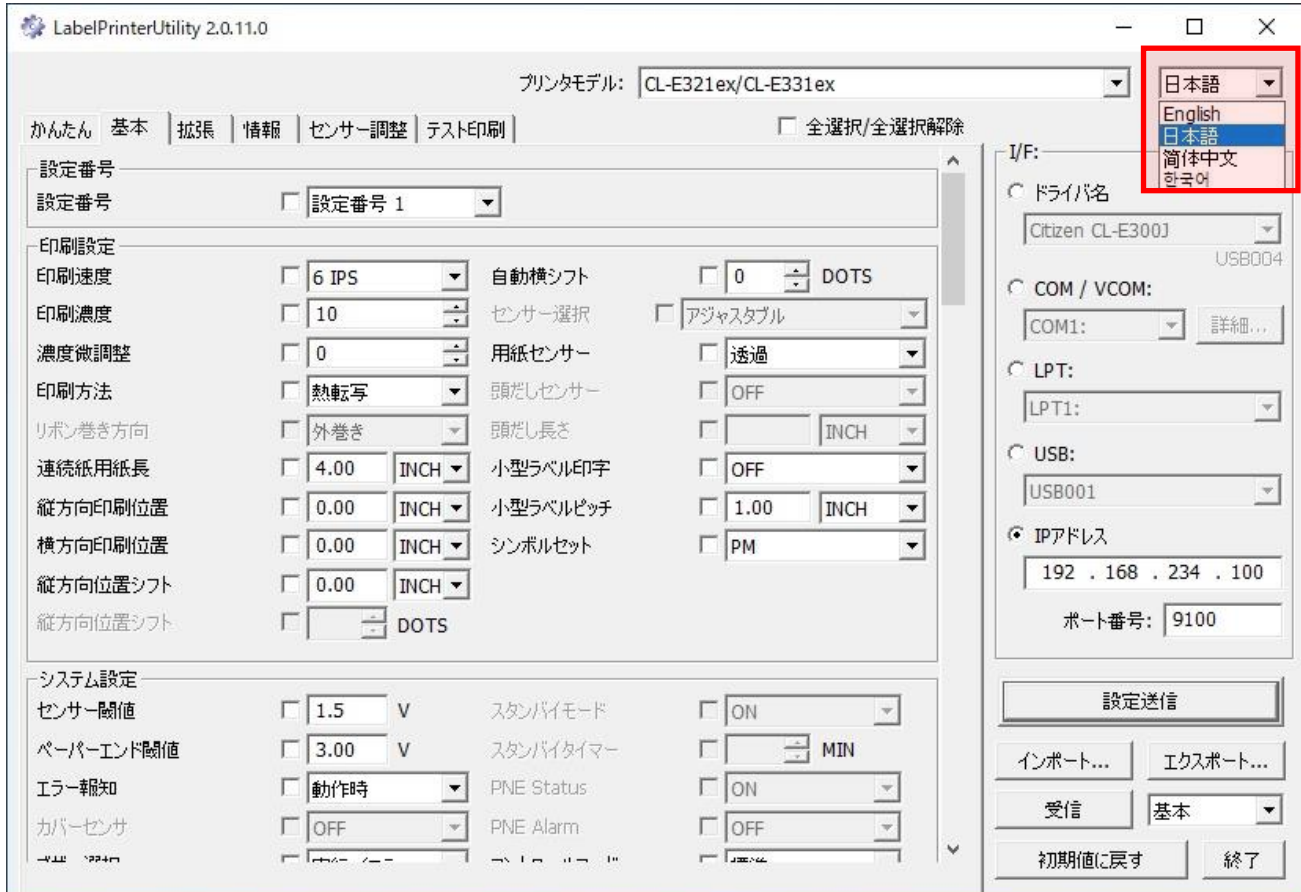 LabelPrinterUtility 2.0.11.0
プリンタモデル: CL-E321ex/CL-E331ex 日本語
English
日本語
简体中文
한국어
かんたん 基本 拡張 情報 センサー調整 テスト印刷 全選択/全選択解除
設定番号
設定番号 設定番号 1
印刷設定
印刷速度 6 IPS 自動横シフト 0 DOTS
印刷濃度 10 センサー選択 アジャスタブル
濃度微調整 0 用紙センサー 透過
印刷方法 熱転写 頭だしセンサー OFF
リボン巻き方向 外巻き 頭だし長さ INCH
連続紙用紙長 4.00 INCH 小型ラベル印字 OFF
縦方向印刷位置 0.00 INCH 小型ラベルピッチ 1.00 INCH
横方向印刷位置 0.00 INCH シンボルセット PM
縦方向位置シフト 0.00 INCH
縦方向位置シフト DOTS
システム設定
センサー閾値 1.5 V スタンバイモード ON
ペーパーエンド閾値 3.00 V スタンバイタイマー MIN
エラー報知 動作時 PNE Status ON
カバーセンサ OFF PNE Alarm OFF
I/F:
ドライバ名
Citizen CL-E300J
USB004
COM / VCOM:
COM1: 詳細...
LPT:
LPT1:
USB:
USB001
IPアドレス
192 . 168 . 234 . 100
ポート番号: 9100
設定送信
インポート... エクスポート...
受信 基本
初期値に戻す 終了